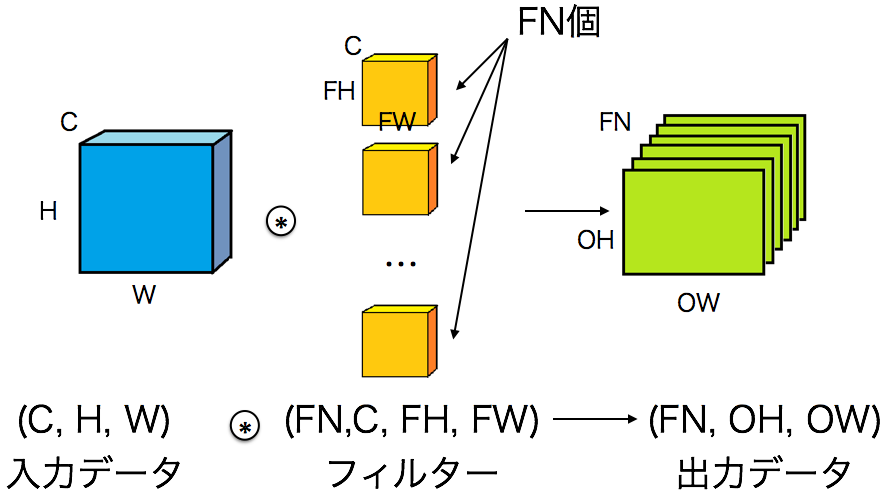 FN個
C
FH
FW
C
H
W
*
...
FN
OH
OW
(C, H, W) * (FN,C, FH, FW) (FN, OH, OW)
入力データ フィルター 出力データ